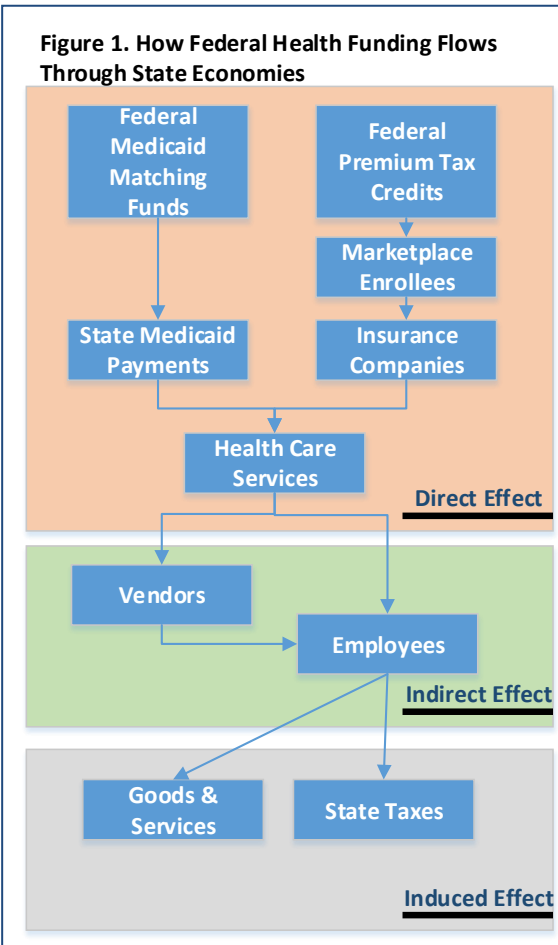 Figure 1. How Federal Health Funding Flows
Through State Economies
Federal
Medicaid
Matching
Funds
Federal
Premium Tax
Credits
Marketplace
Enrollees
State Medicaid
Payments
Insurance
Companies
Health Care
Services
Direct Effect
Vendors
Employees
Indirect Effect
Goods &
Services
State Taxes
Induced Effect